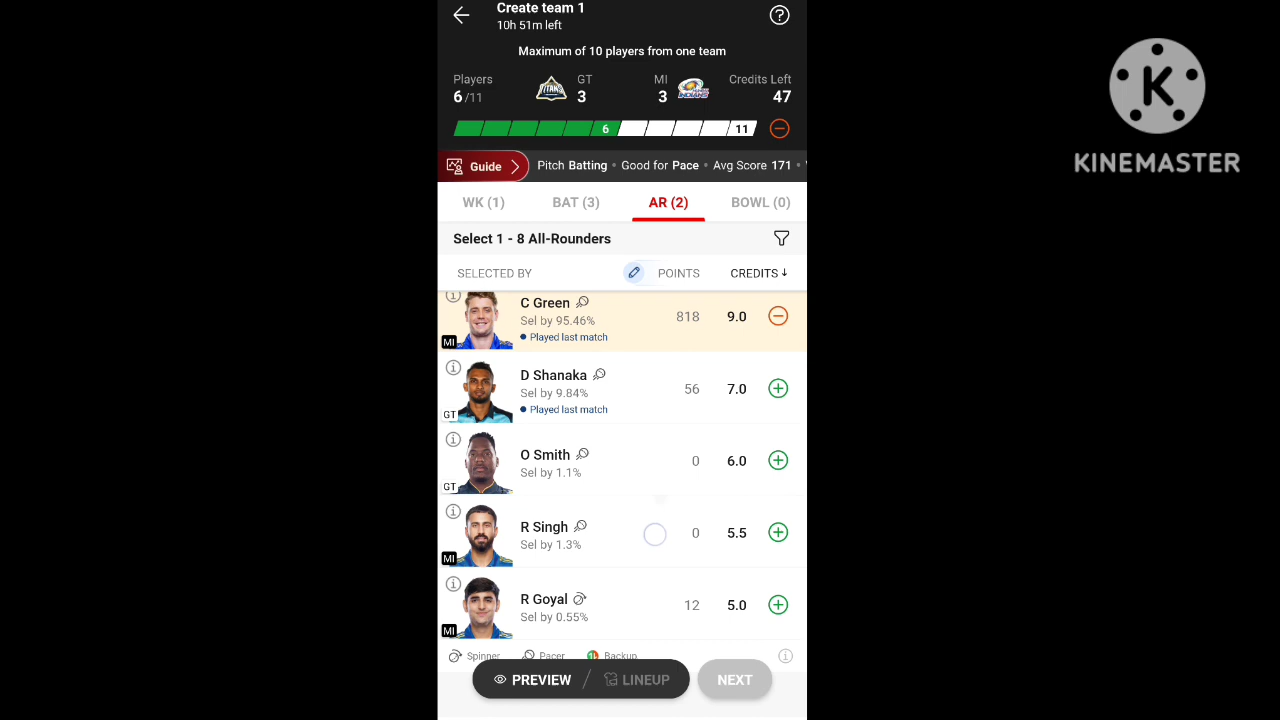 Create team 1
10h 51m left
Maximum of 10 players from one team
Players
6/11
GT
3
MI
3
Credits Left
47
6
11
Guide
Pitch Batting • Good for Pace • Avg Score 171 •
WK (1)
BAT (3)
AR (2)
BOWL (0)
Select 1 - 8 All-Rounders
SELECTED BY
POINTS
CREDITS↓
C Green
Sel by 95.46%
Played last match
MI
818
9.0
D Shanaka
Sel by 9.84%
Played last match
GT
56
7.0
O Smith
Sel by 1.1%
GT
0
6.0
R Singh
Sel by 1.3%
MI
0
5.5
R Goyal
Sel by 0.55%
MI
12
5.0
Spinner
Pacer
Backup
PREVIEW / LINEUP
NEXT
K
KINEMASTER